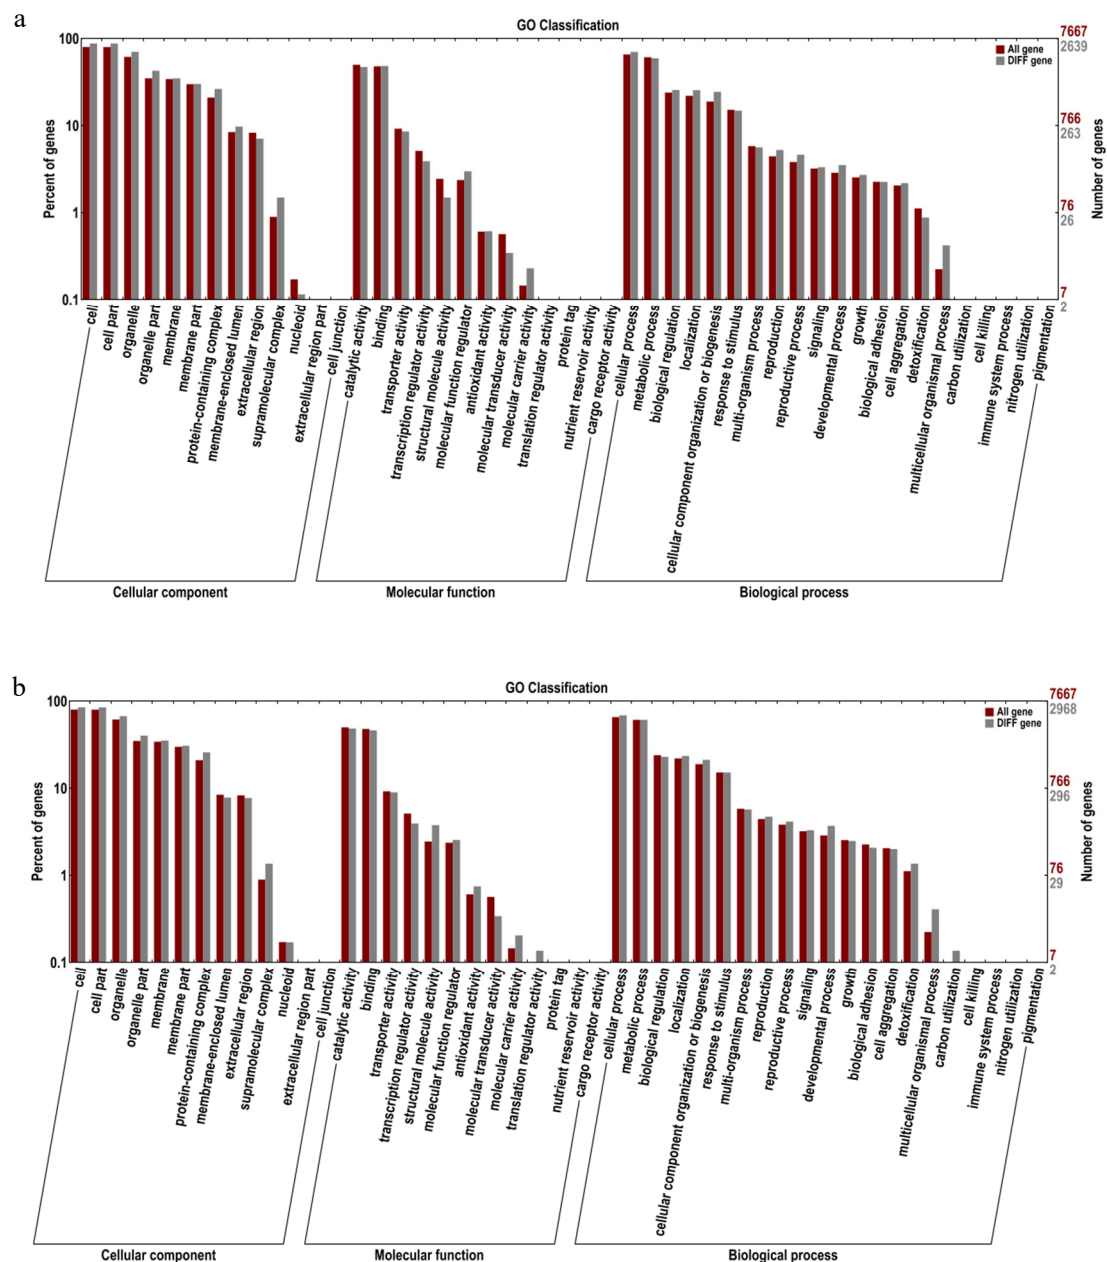 a
GO Classification
100
10
1
0.1
Percent of genes
7667
2639
766
263
76
26
7
2
Number of genes
All gene
DIFF gene
cell
cell part
organelle
organelle part
membrane
membrane part
protein-containing complex
membrane-enclosed lumen
extracellular region
supramolecular complex
nucleoid
extracellular region part
cell junction
catalytic activity
binding
transporter activity
transcription regulator activity
structural molecule activity
molecular function regulator
antioxidant activity
molecular transducer activity
molecular carrier activity
translation regulator activity
protein tag
nutrient reservoir activity
cargo receptor activity
cellular process
metabolic process
biological regulation
localization
cellular component organization or biogenesis
response to stimulus
multi-organism process
reproduction
reproductive process
signaling
developmental process
growth
biological adhesion
cell aggregation
detoxification
multicellular organismal process
carbon utilization
cell killing
immune system process
nitrogen utilization
pigmentation
Cellular component
Molecular function
Biological process
b
GO Classification
100
10
1
0.1
Percent of genes
7667
2968
766
296
76
29
7
2
Number of genes
All gene
DIFF gene
cell
cell part
organelle
organelle part
membrane
membrane part
protein-containing complex
membrane-enclosed lumen
extracellular region
supramolecular complex
nucleoid
extracellular region part
cell junction
catalytic activity
binding
transporter activity
transcription regulator activity
structural molecule activity
molecular function regulator
antioxidant activity
molecular transducer activity
molecular carrier activity
translation regulator activity
protein tag
nutrient reservoir activity
cargo receptor activity
cellular process
metabolic process
biological regulation
localization
cellular component organization or biogenesis
response to stimulus
multi-organism process
reproduction
reproductive process
signaling
developmental process
growth
biological adhesion
cell aggregation
detoxification
multicellular organismal process
carbon utilization
cell killing
immune system process
nitrogen utilization
pigmentation
Cellular component
Molecular function
Biological process